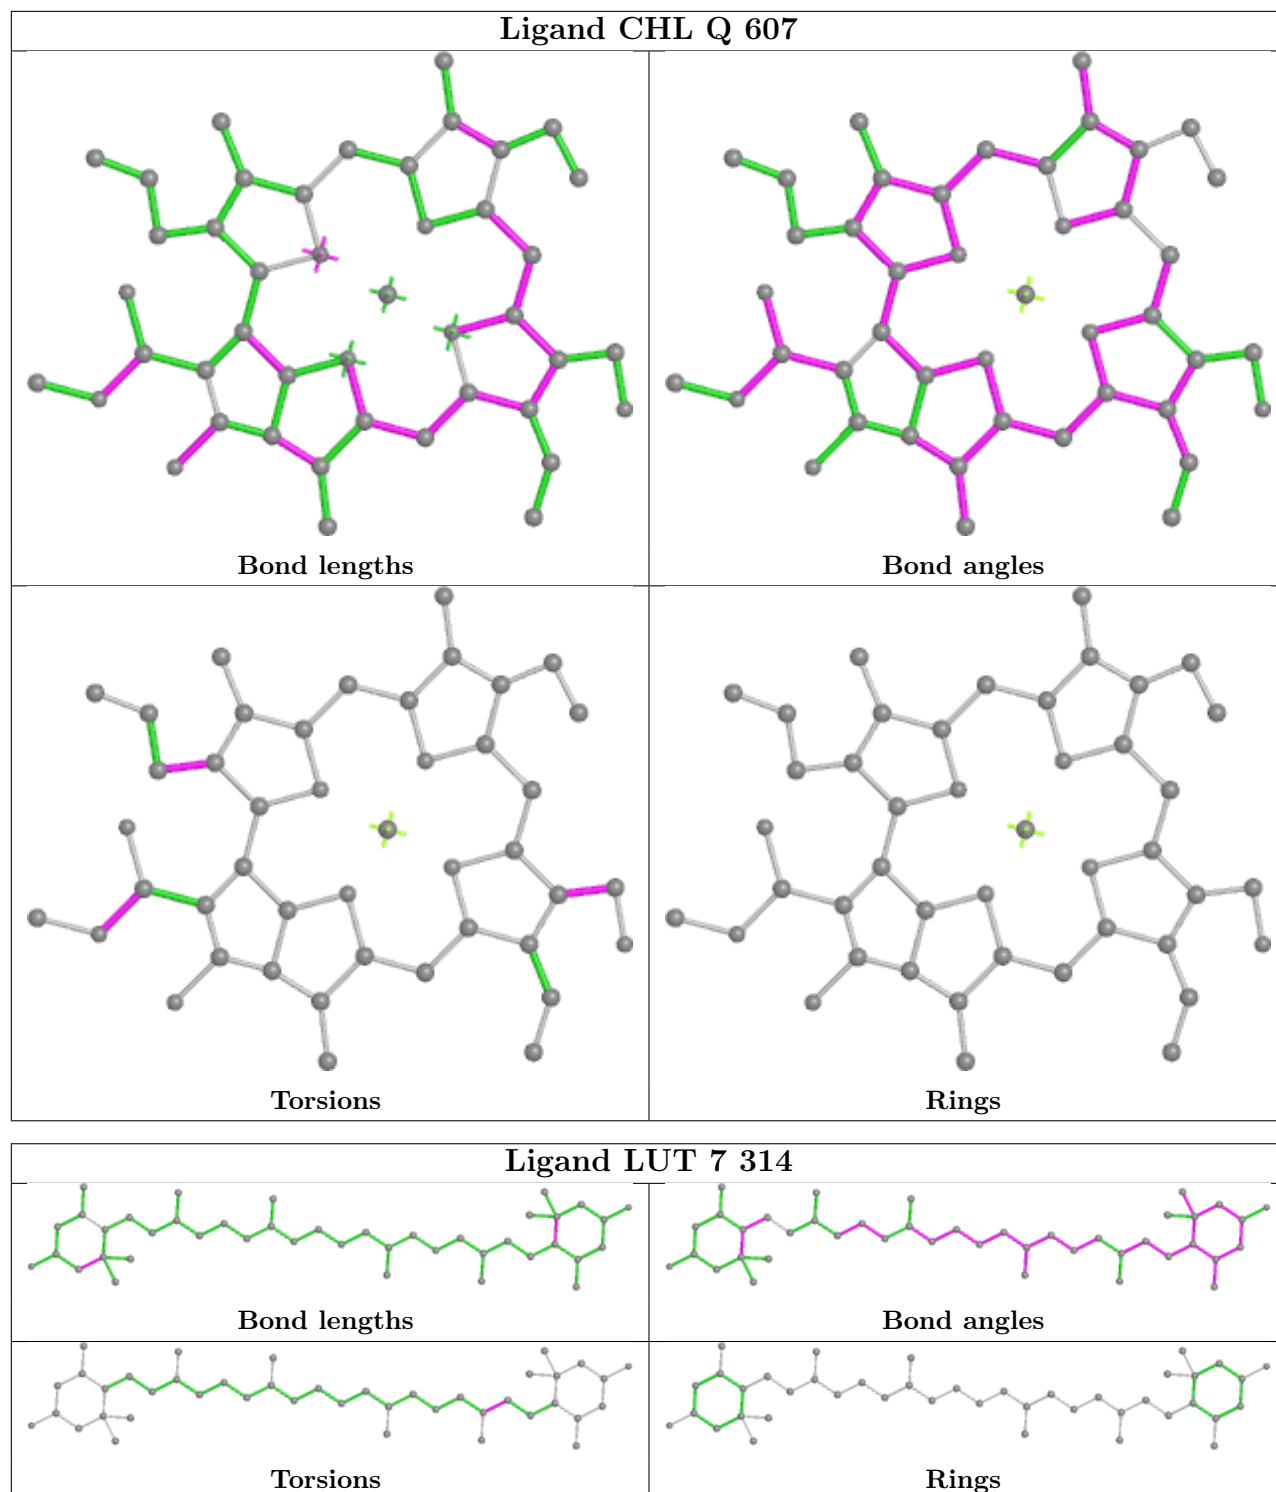 Ligand CHL Q 607
Bond lengths
Bond angles
Torsions
Rings
Ligand LUT 7 314
Bond lengths
Bond angles
Torsions
Rings